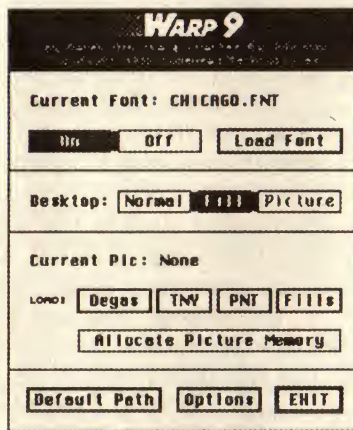 WARP 9
Current Font: CHICAGO.FNT
On Off Load Font
Desktop: Normal Fill Picture
Current Pic: None
LOAD: Degas TNY PNT Fills
Allocate Picture Memory
Default Path Options EXIT